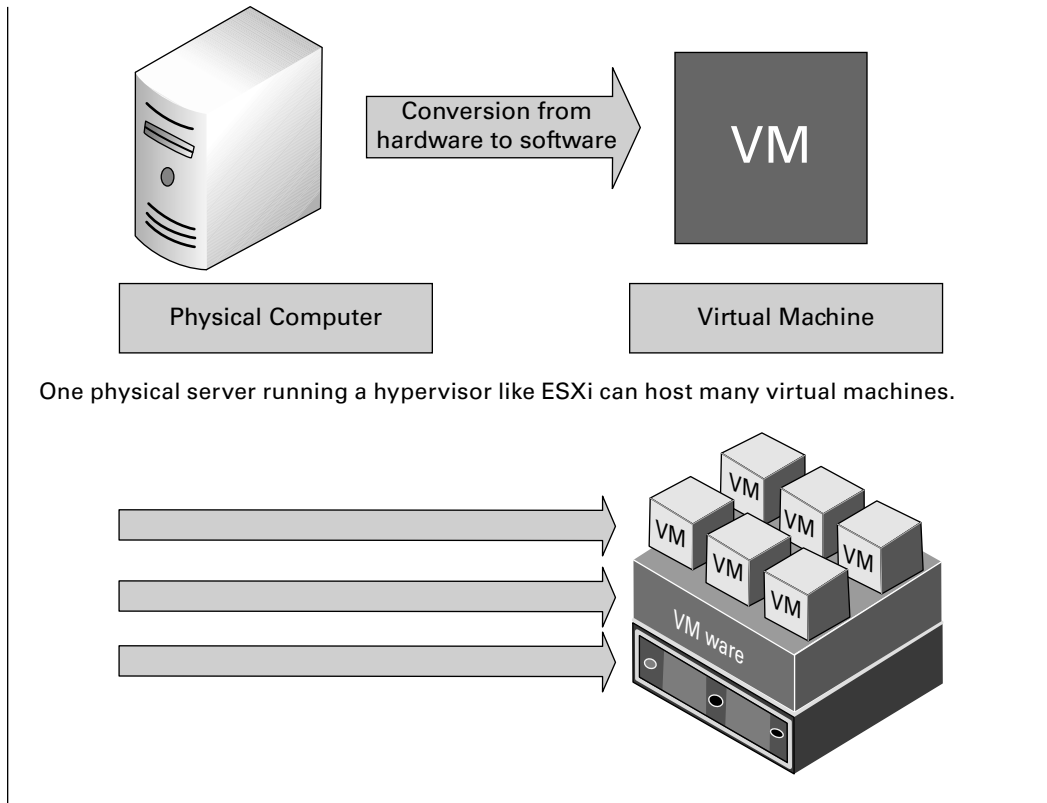 Conversion from
hardware to software
VM
Physical Computer
Virtual Machine
One physical server running a hypervisor like ESXi can host many virtual machines.
VM
VM
VM
VM
VM
VM
VM ware